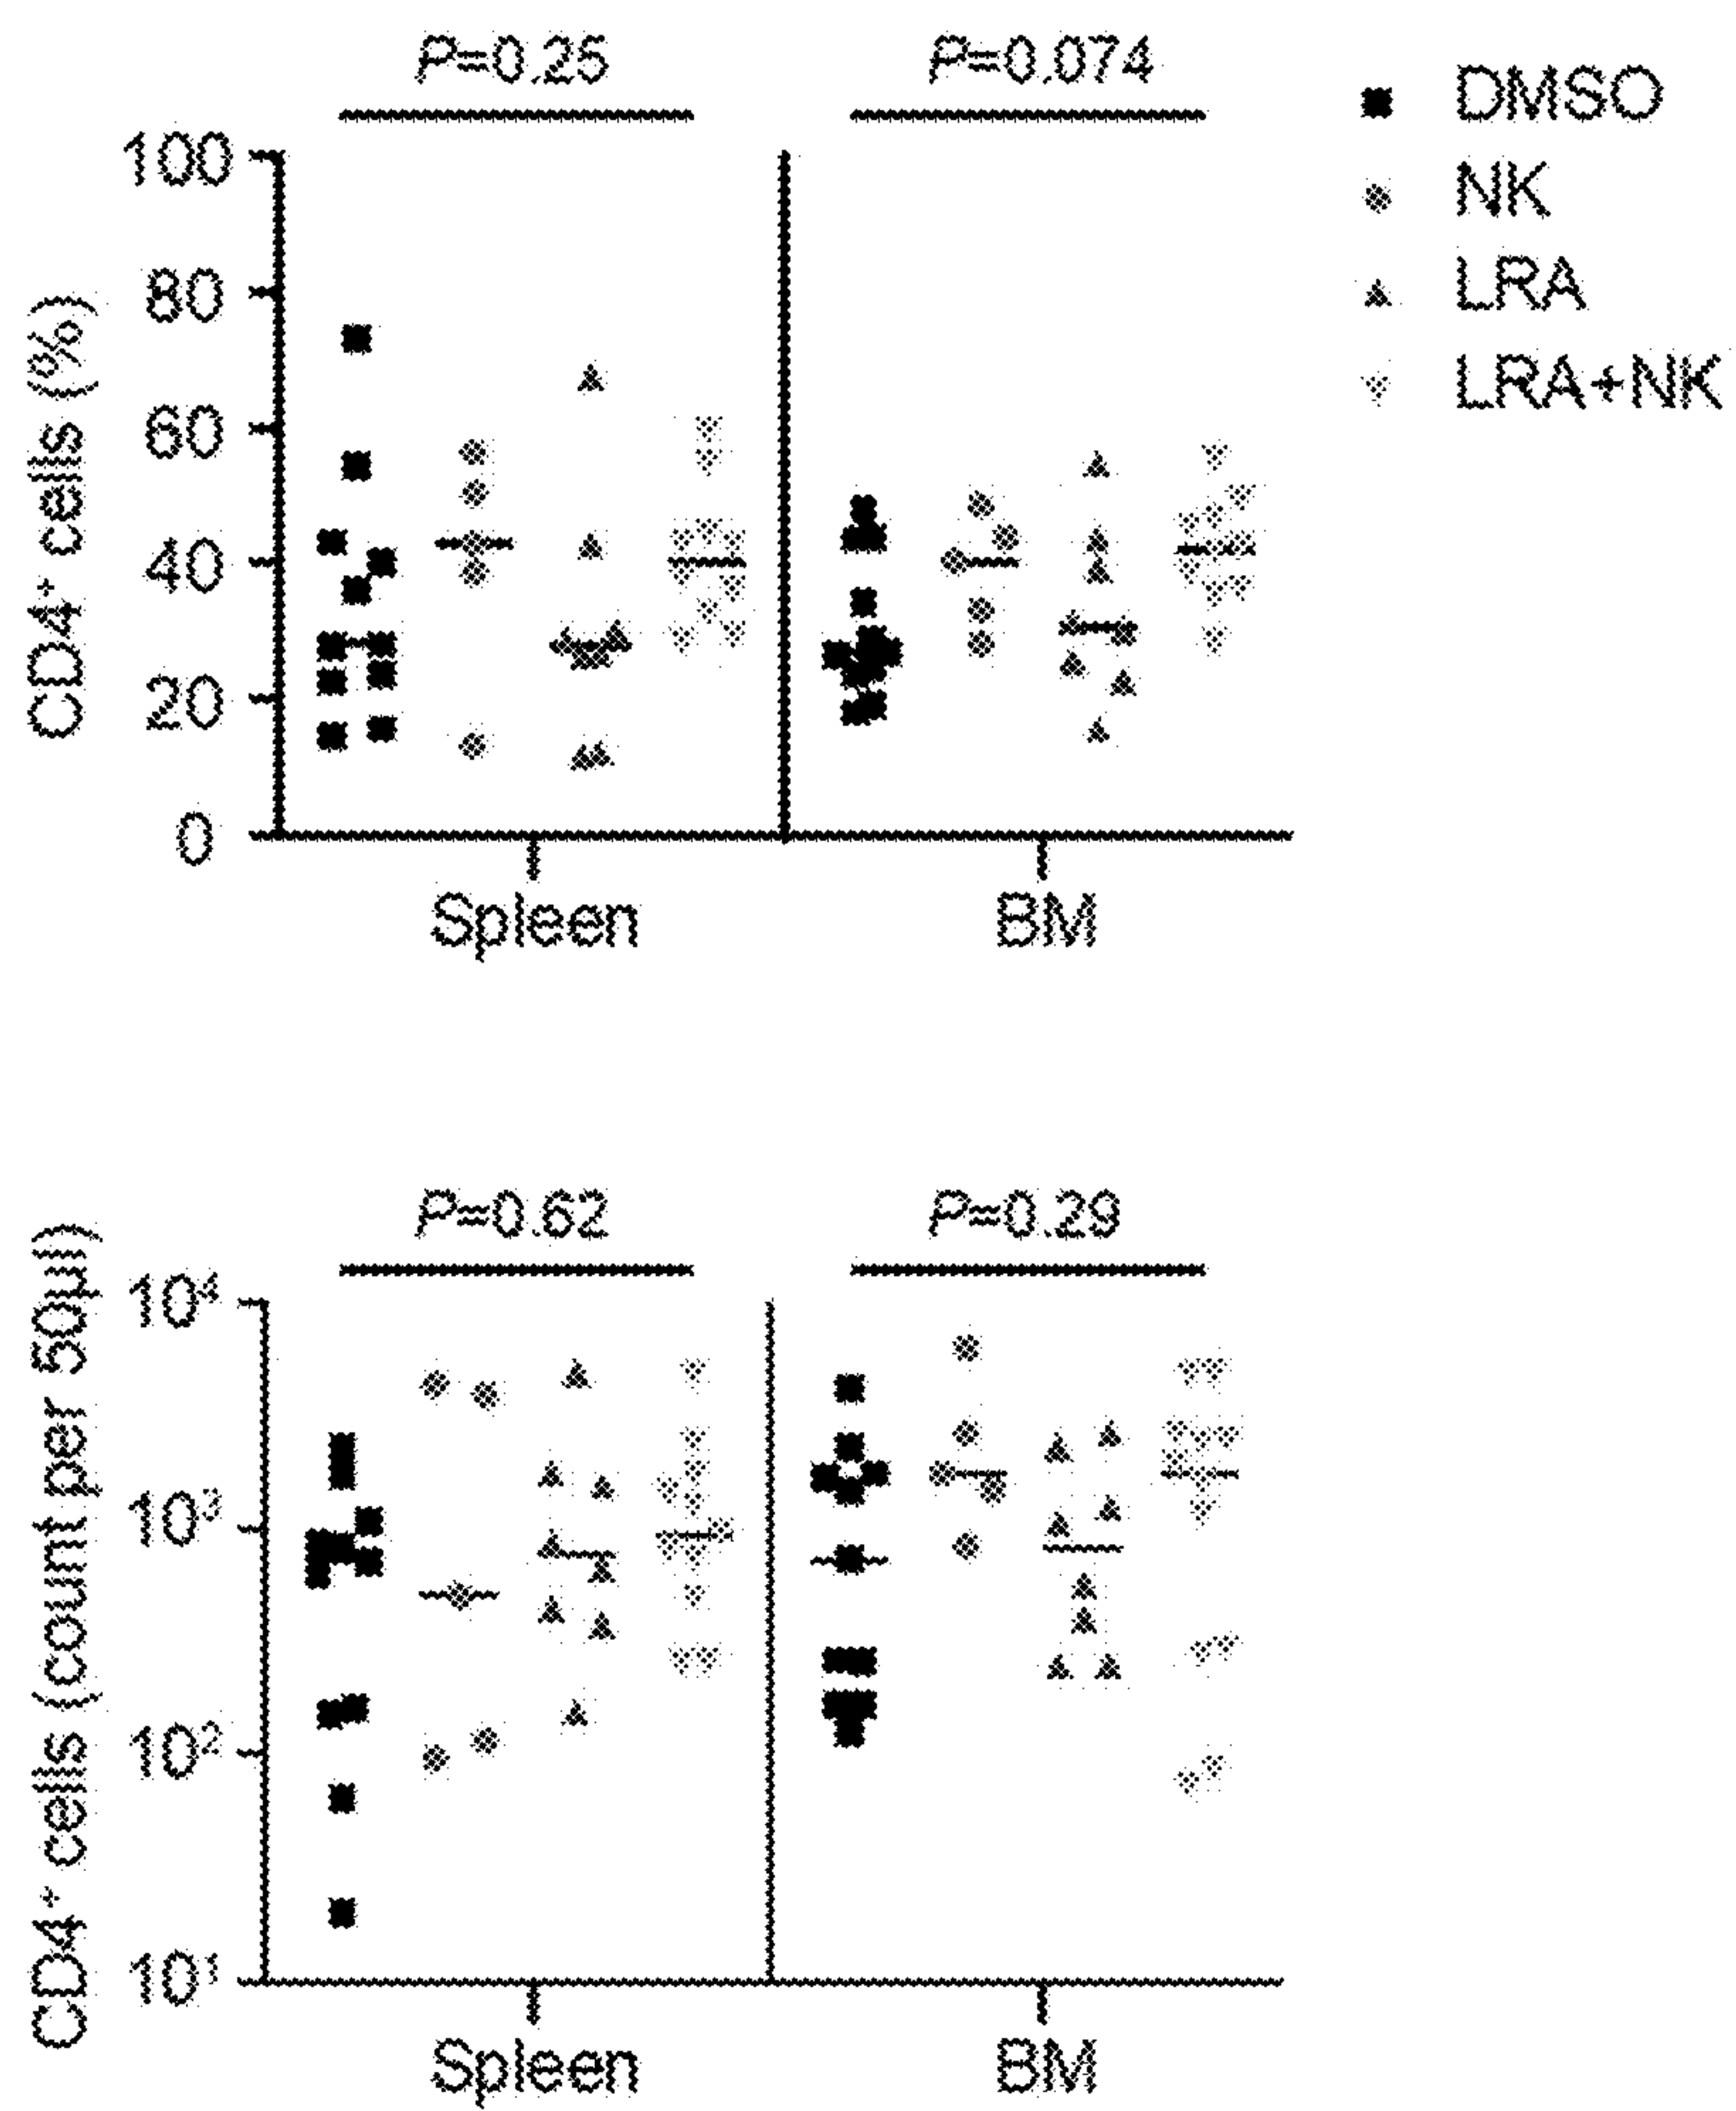 P=0.25
P=0.074
DMSO
NK
LRA
LRA+NK
CD4⁺ cells (%)
100
80
60
40
20
0
Spleen
BM
P=0.62
P=0.29
CD4⁺ cells (count per 50µl)
10⁴
10³
10²
10¹
Spleen
BM